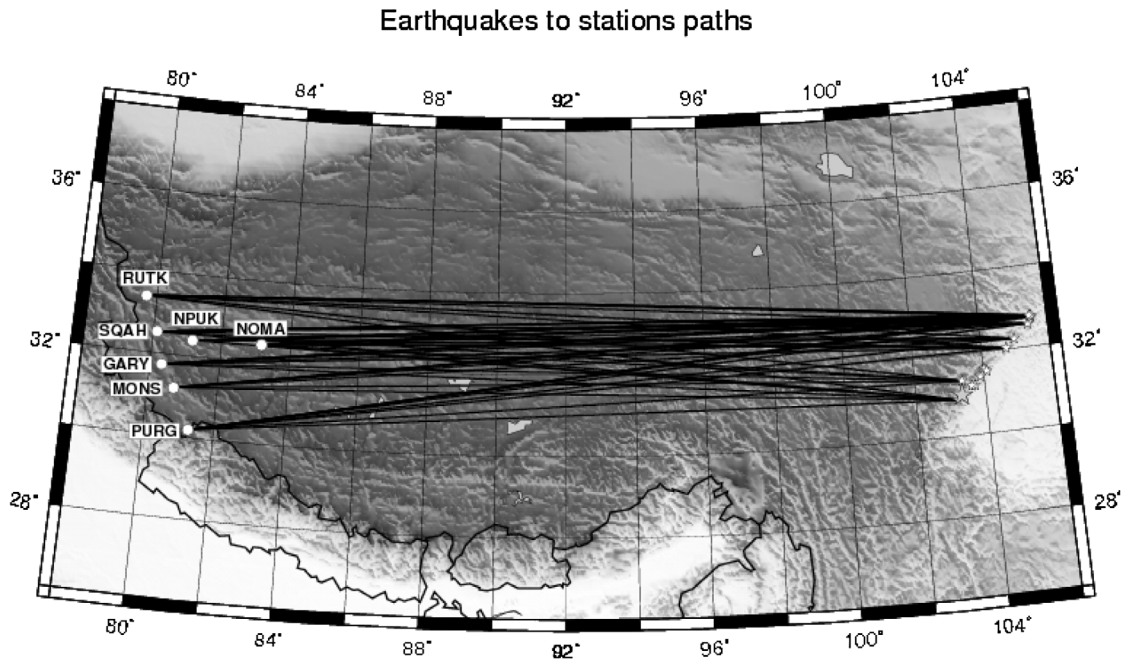 Earthquakes to stations paths
80° 84° 88° 92° 96° 100° 104°
36° 36°
RUTK
NPUK
SQAH NOMA
32° 32°
GARY
MONS
PURG
28° 28°
80° 84° 88° 92° 96° 100° 104°